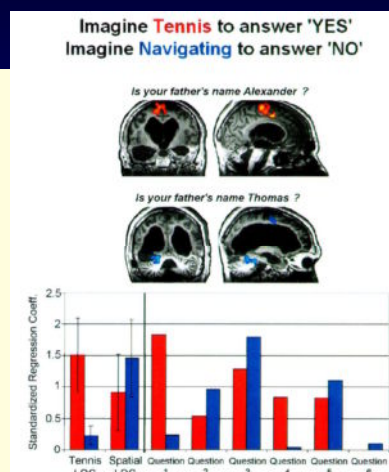 Imagine Tennis to answer 'YES'
Imagine Navigating to answer 'NO'
Is your father's name Alexander ?
Is your father's name Thomas ?
Standardized Regression Coeff.
2.5
2
1.5
1
0.5
0
Tennis Spatial Question Question Question Question Question Question